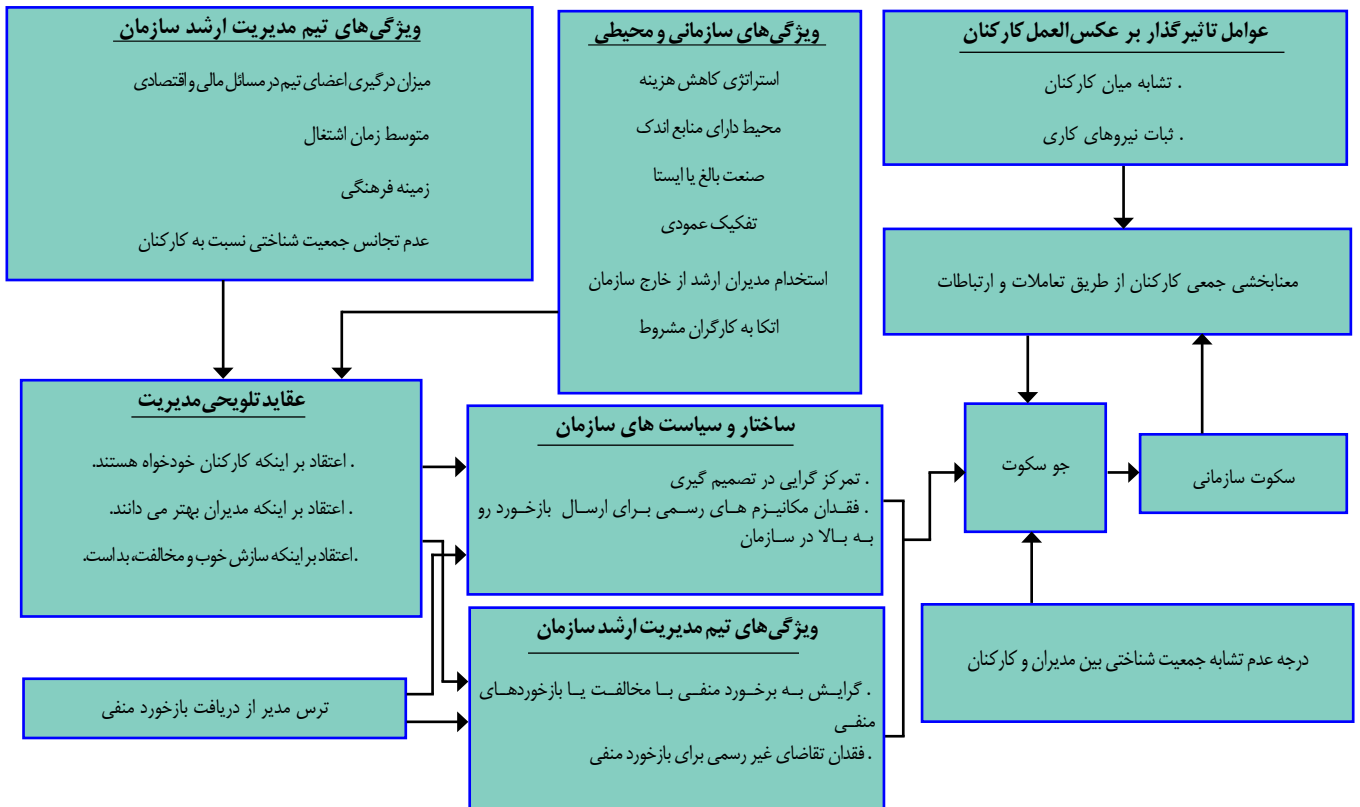 عوامل تاثیرگذار بر عکس‌العمل کارکنان
. تشابه میان کارکنان
. ثبات نیروهای کاری
ویژگی‌های سازمانی و محیطی
استراتژی کاهش هزینه
محیط دارای منابع اندک
صنعت بالغ یا ایستا
تفکیک عمودی
استخدام مدیران ارشد از خارج سازمان
اتکا به کارگران مشروط
ویژگی‌های تیم مدیریت ارشد سازمان
میزان درگیری اعضای تیم در مسائل مالی و اقتصادی
متوسط زمان اشتغال
زمینه فرهنگی
عدم تجانس جمعیت شناختی نسبت به کارکنان
معنابخشی جمعی کارکنان از طریق تعاملات و ارتباطات
عقاید تلویحی مدیریت
. اعتقاد بر اینکه کارکنان خودخواه هستند.
. اعتقاد بر اینکه مدیران بهتر می دانند.
.اعتقاد بر اینکه سازش خوب و مخالفت، بد است.
ساختار و سیاست های سازمان
. تمرکز گرایی در تصمیم گیری
. فقدان مکانیزم های رسمی برای ارسال بازخورد رو
به بالا در سازمان
جو سکوت
سکوت سازمانی
ویژگی‌های تیم مدیریت ارشد سازمان
. گرایش به برخورد منفی با مخالفت یا بازخوردهای
منفی
. فقدان تقاضای غیر رسمی برای بازخورد منفی
درجه عدم تشابه جمعیت شناختی بین مدیران و کارکنان
ترس مدیر از دریافت بازخورد منفی